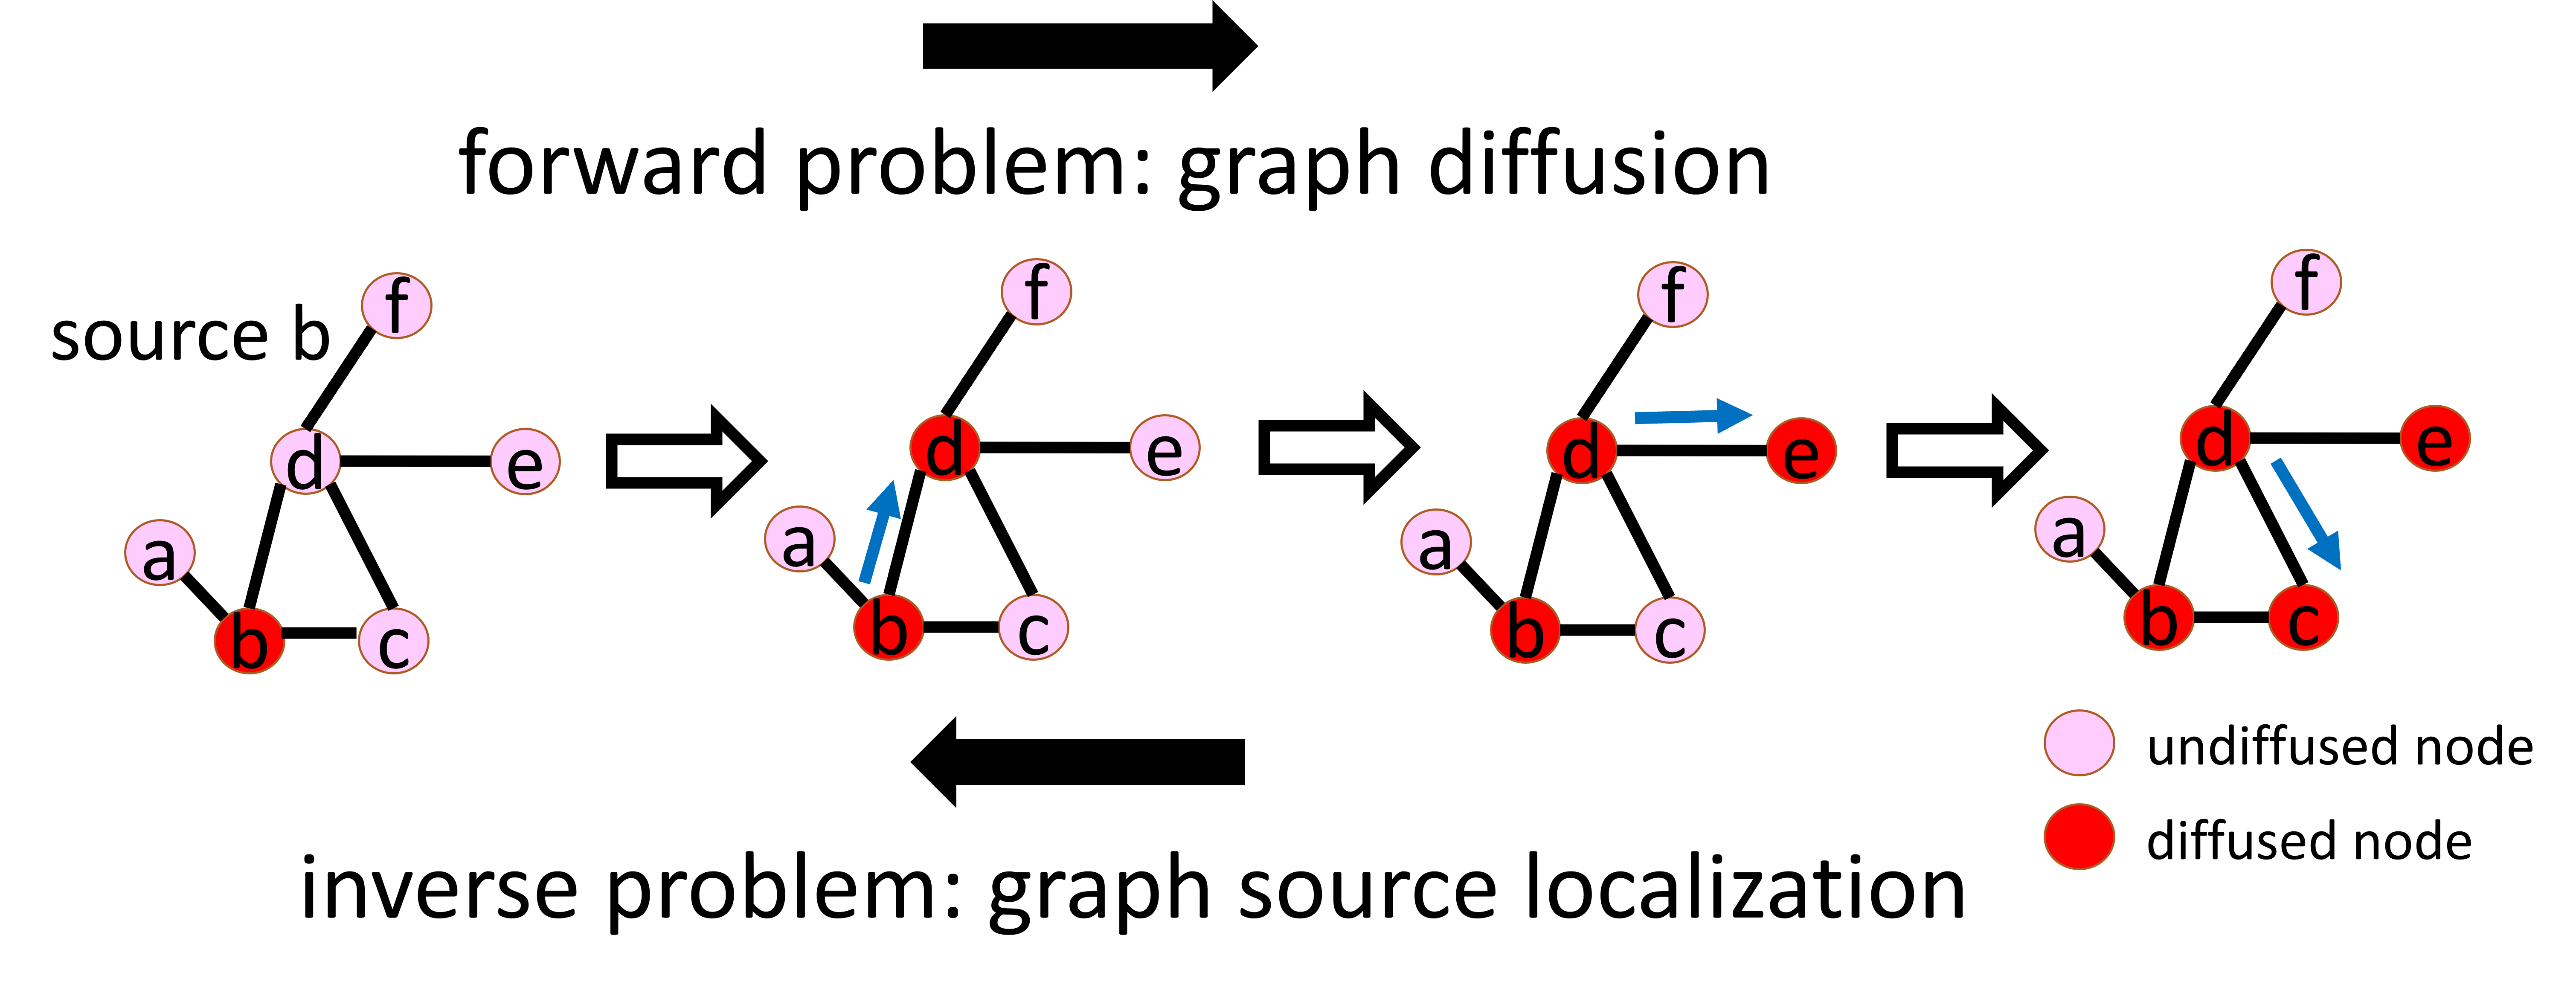 forward problem: graph diffusion
source b
f
d
e
a
b
c
f
d
e
a
b
c
f
d
e
a
b
c
f
d
e
a
b
c
undiffused node
diffused node
inverse problem: graph source localization